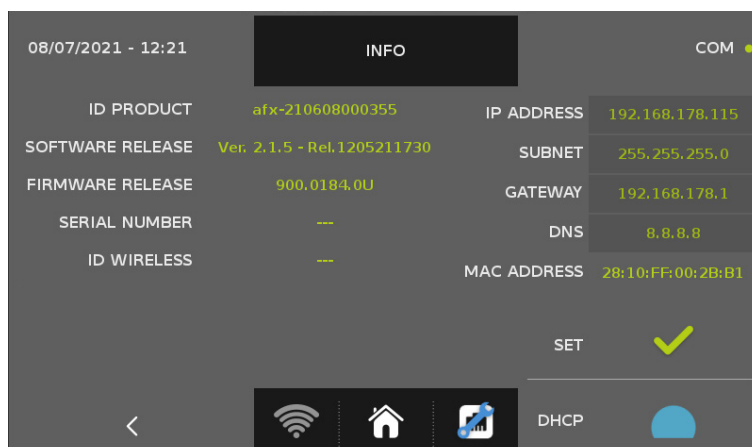 08/07/2021 - 12:21 INFO COM
ID PRODUCT afx-210608000355 IP ADDRESS 192.168.178.115
SOFTWARE RELEASE Ver. 2.1.5 - Rel.1205211730 SUBNET 255.255.255.0
FIRMWARE RELEASE 900.0184.0U GATEWAY 192.168.178.1
SERIAL NUMBER --- DNS 8.8.8.8
ID WIRELESS --- MAC ADDRESS 28:10:FF:00:2B:B1
SET
DHCP